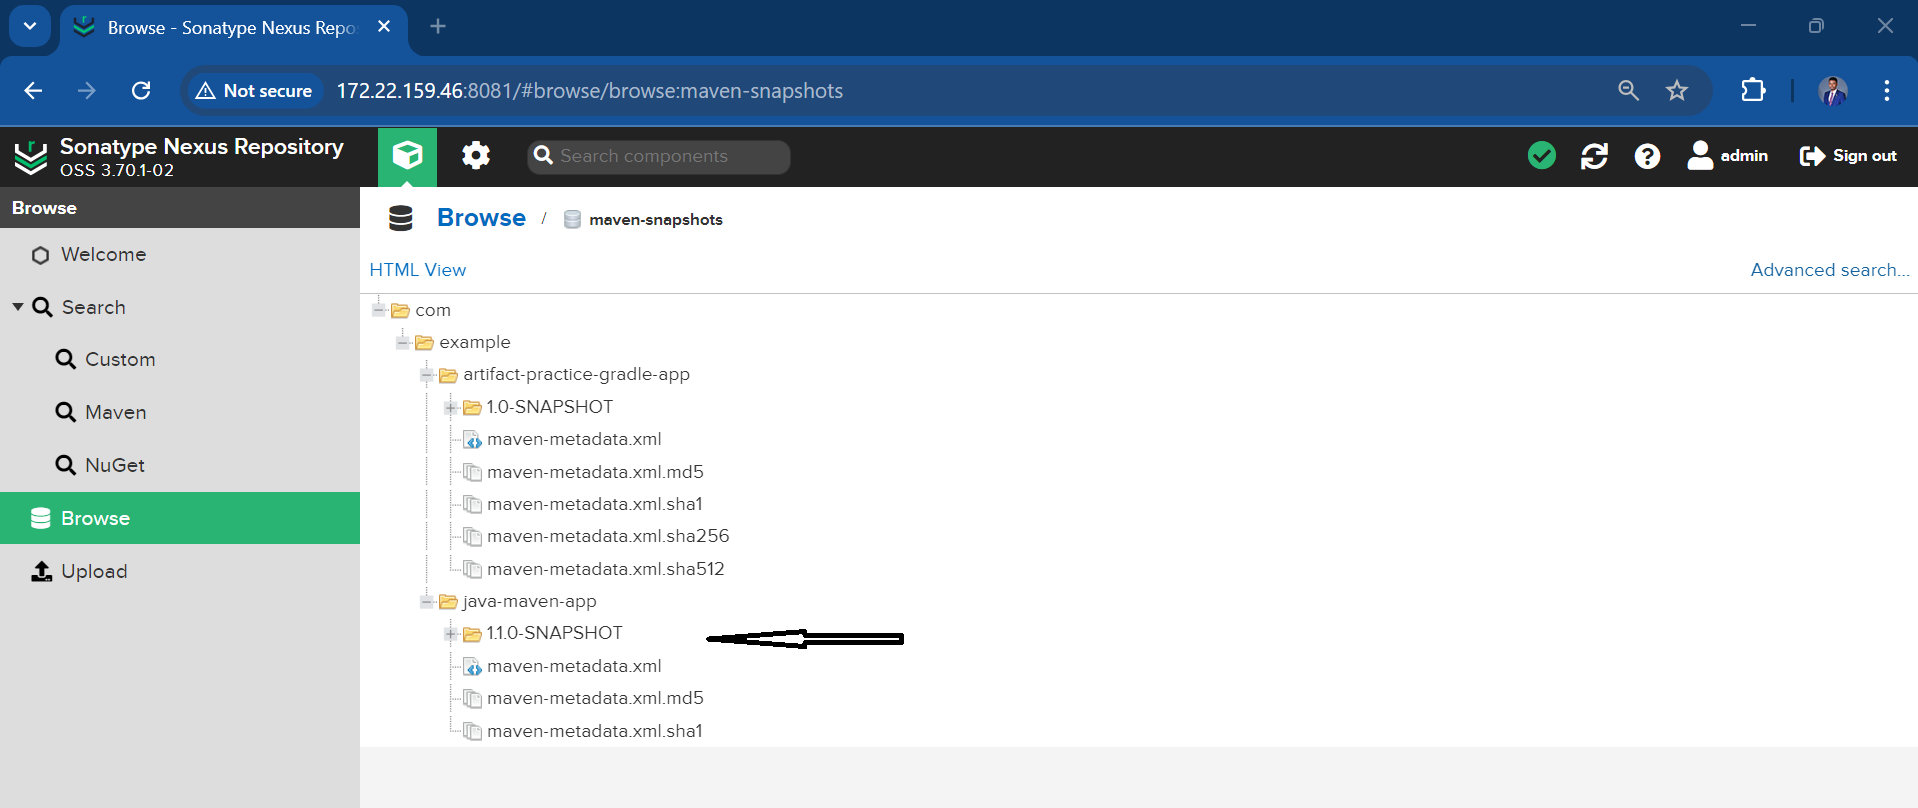 Browse - Sonatype Nexus Repo
Not secure
172.22.159.46:8081/#browse/browse:maven-snapshots
Sonatype Nexus Repository
OSS 3.70.1-02
Search components
admin
Sign out
Browse
Welcome
Search
Custom
Maven
NuGet
Browse
Upload
Browse / maven-snapshots
HTML View
Advanced search...
com
example
artifact-practice-gradle-app
1.0-SNAPSHOT
maven-metadata.xml
maven-metadata.xml.md5
maven-metadata.xml.sha1
maven-metadata.xml.sha256
maven-metadata.xml.sha512
java-maven-app
1.1.0-SNAPSHOT
maven-metadata.xml
maven-metadata.xml.md5
maven-metadata.xml.sha1